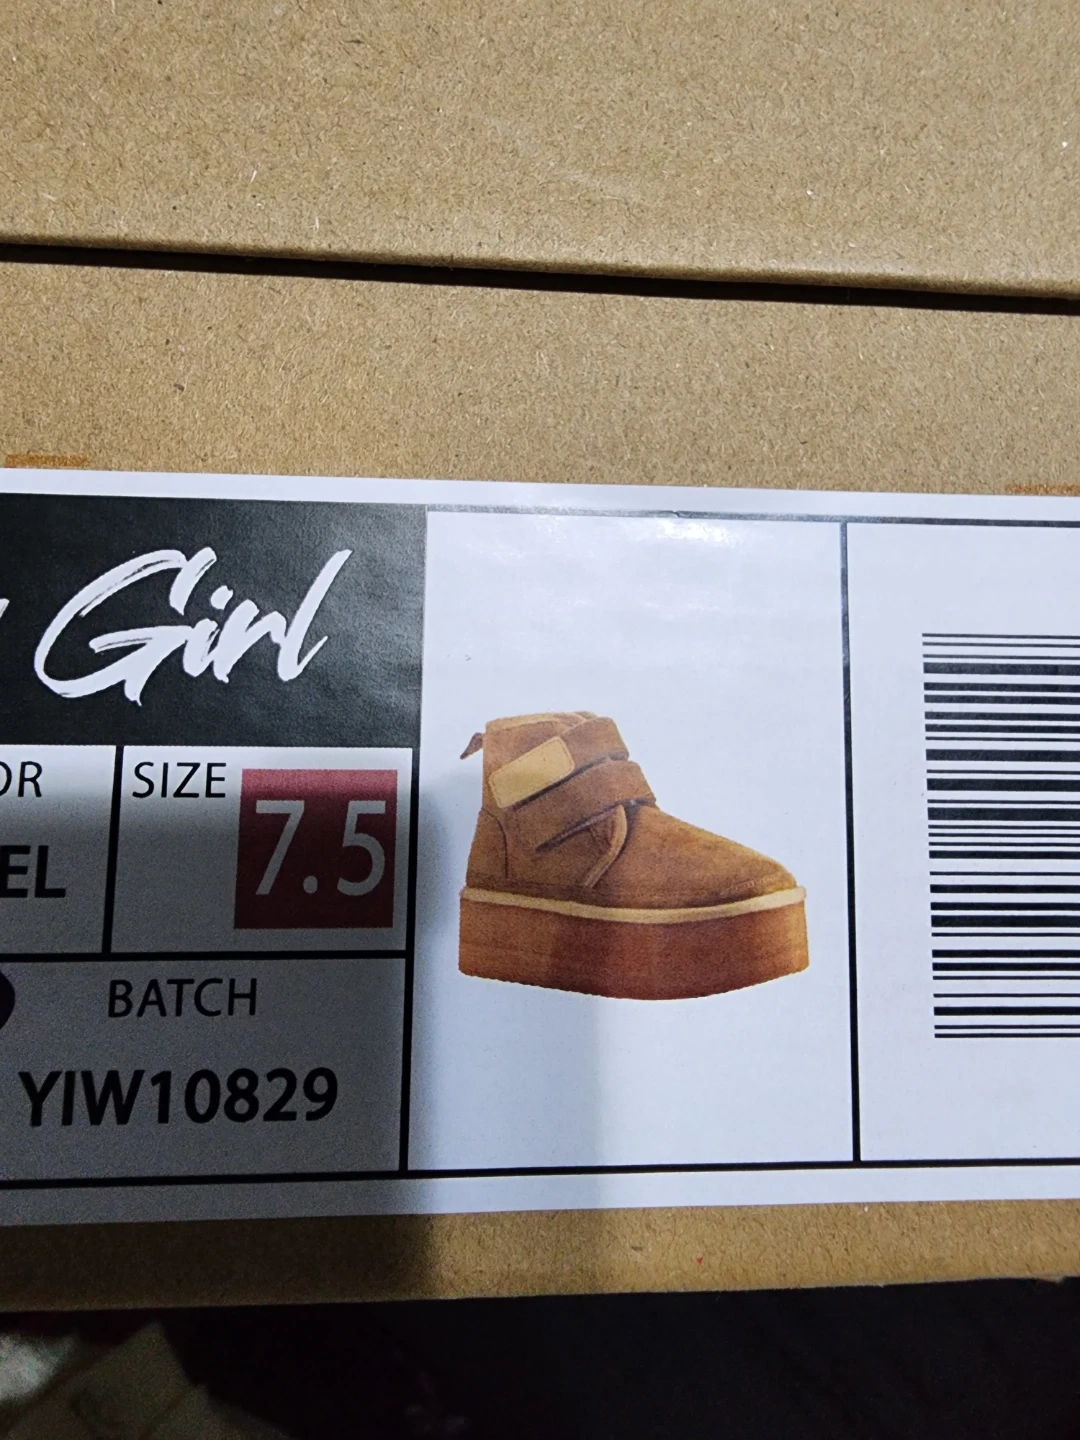 Girl
OR
SIZE
7.5
EL
BATCH
YIW10829